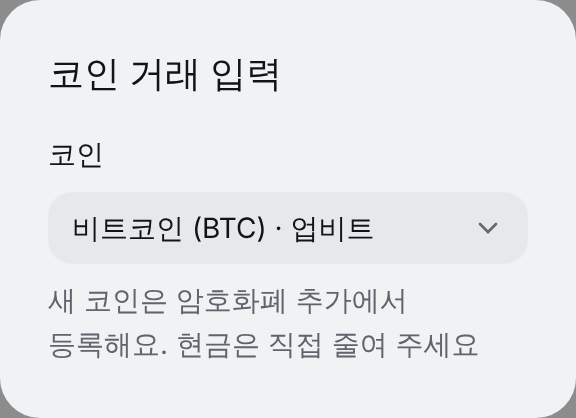 코인 거래 입력
코인
비트코인 (BTC) · 업비트
새 코인은 암호화폐 추가에서
등록해요. 현금은 직접 줄여 주세요